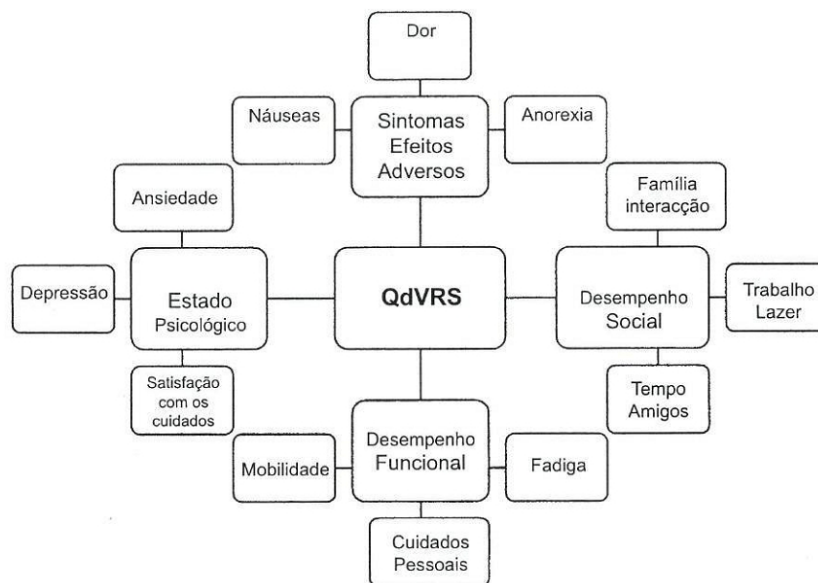 Dor
Náuseas
Sintomas
Efeitos
Adversos
Anorexia
Ansiedade
Família
interacção
Depressão
Estado
Psicológico
QdVRS
Desempenho
Social
Trabalho
Lazer
Satisfação
com os
cuidados
Tempo
Amigos
Mobilidade
Desempenho
Funcional
Fadiga
Cuidados
Pessoais